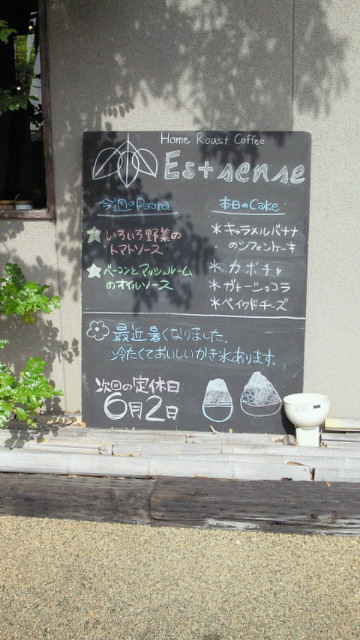 Home Roast Coffee
Est+sense
今週のPasta
☆いろいろ野菜の
トマトソース
☆ベーコンとマッシュルーム
のオイルソース
本日のCake
*キャラメルバナナ
のシフォンケーキ
*カボチャ
*ガトーショコラ
*ベイクドチーズ
最近暑くなりました。
冷たくておいしいかき氷あります。
次回の定休日
6月2日